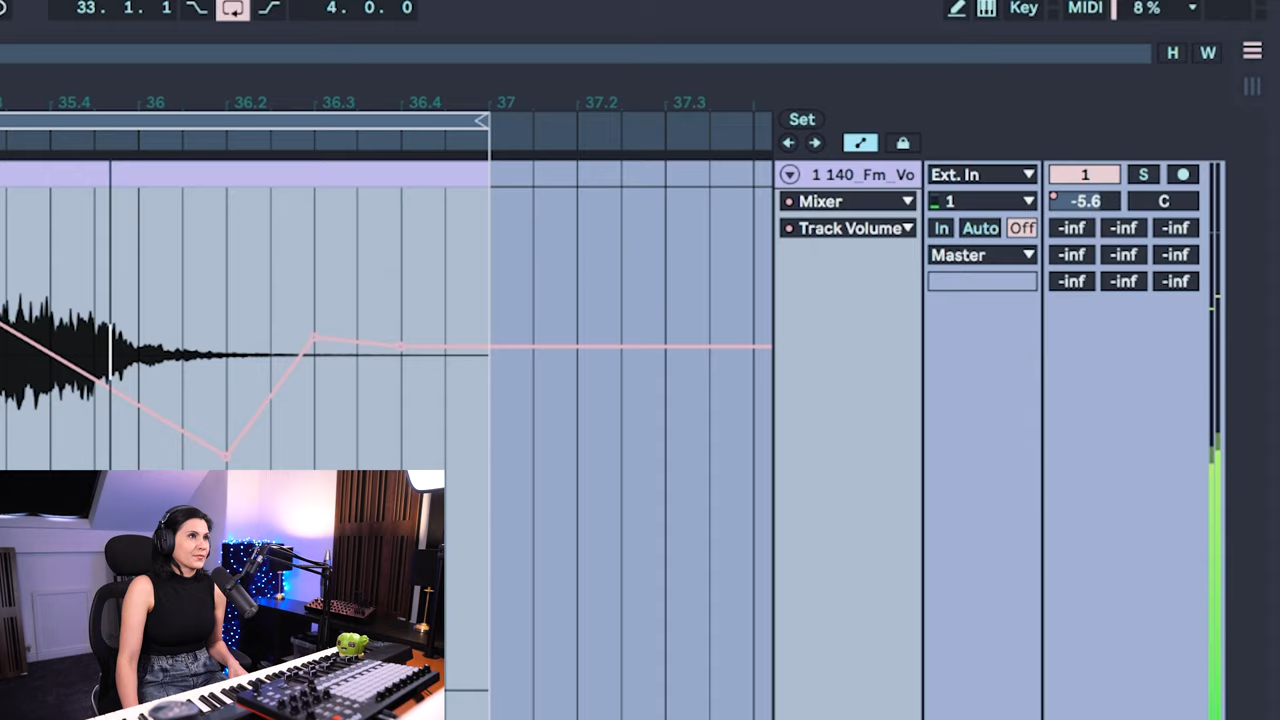 33. 1. 1 4. 0. 0 Key MIDI 8 %
H W
35.4 36 36.2 36.3 36.4 37 37.2 37.3
Set
1 140_Fm_Vo Ext. In 1 S
Mixer 1 -5.6 C
Track Volume In Auto Off -inf -inf -inf
Master -inf -inf -inf
-inf -inf -inf